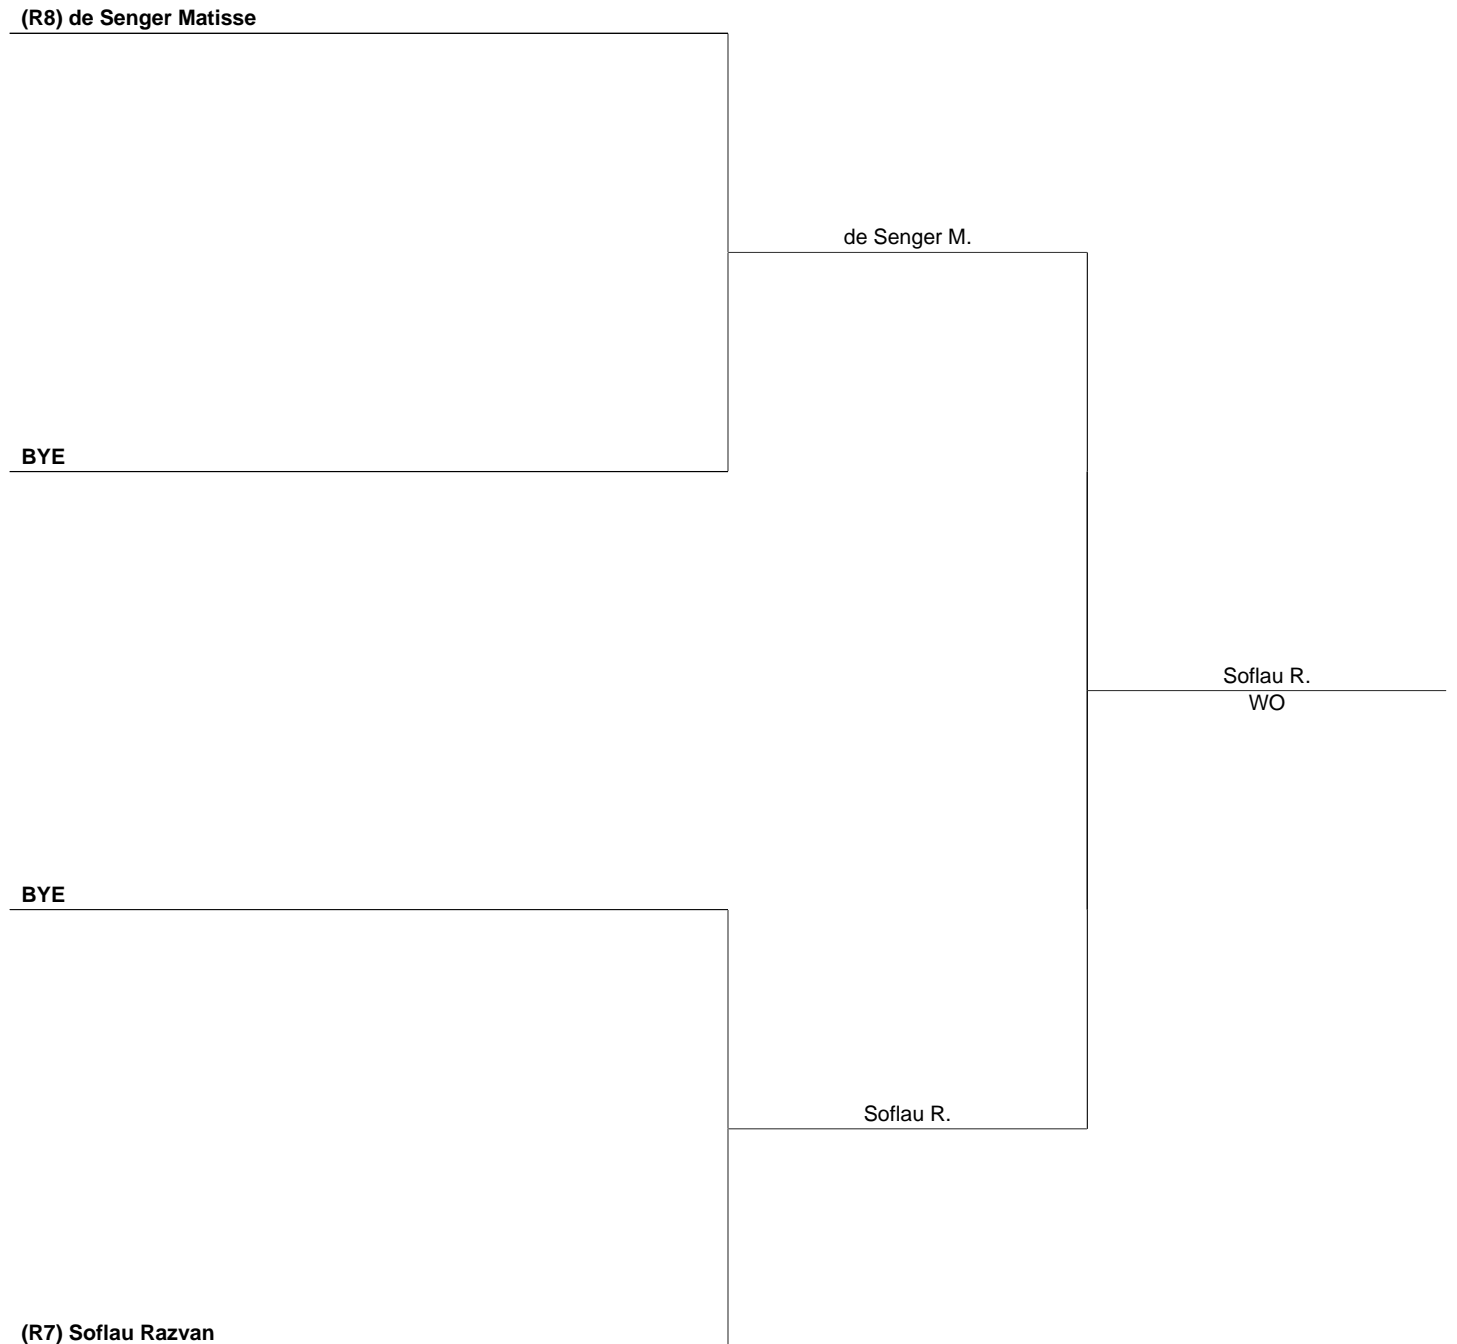 (R8) de Senger Matisse
de Senger M.
BYE
Soflau R.
WO
BYE
Soflau R.
(R7) Soflau Razvan